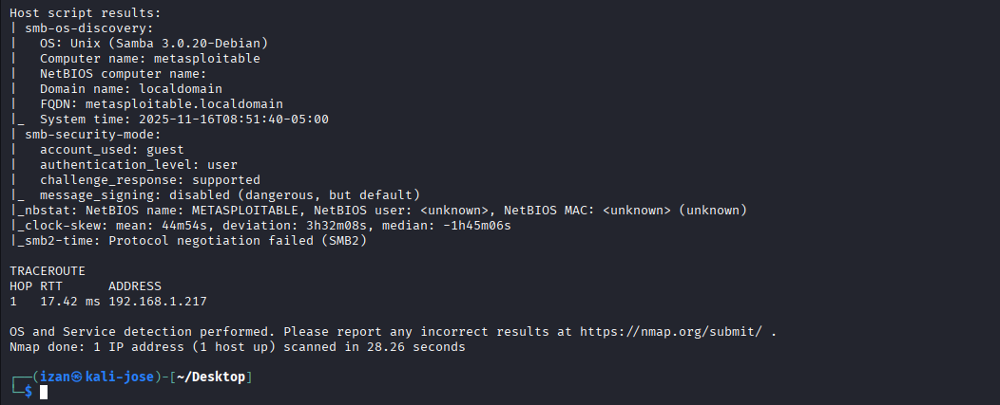 Host script results:
| smb-os-discovery:
|   OS: Unix (Samba 3.0.20-Debian)
|   Computer name: metasploitable
|   NetBIOS computer name:
|   Domain name: localdomain
|   FQDN: metasploitable.localdomain
|_  System time: 2025-11-16T08:51:40-05:00
| smb-security-mode:
|   account_used: guest
|   authentication_level: user
|   challenge_response: supported
|_  message_signing: disabled (dangerous, but default)
|_nbstat: NetBIOS name: METASPLOITABLE, NetBIOS user: <unknown>, NetBIOS MAC: <unknown> (unknown)
|_clock-skew: mean: 44m54s, deviation: 3h32m08s, median: -1h45m06s
|_smb2-time: Protocol negotiation failed (SMB2)

TRACEROUTE
HOP RTT      ADDRESS
1   17.42 ms 192.168.1.217

OS and Service detection performed. Please report any incorrect results at https://nmap.org/submit/ .
Nmap done: 1 IP address (1 host up) scanned in 28.26 seconds

┌──(izan㉿kali-jose)-[~/Desktop]
└─$